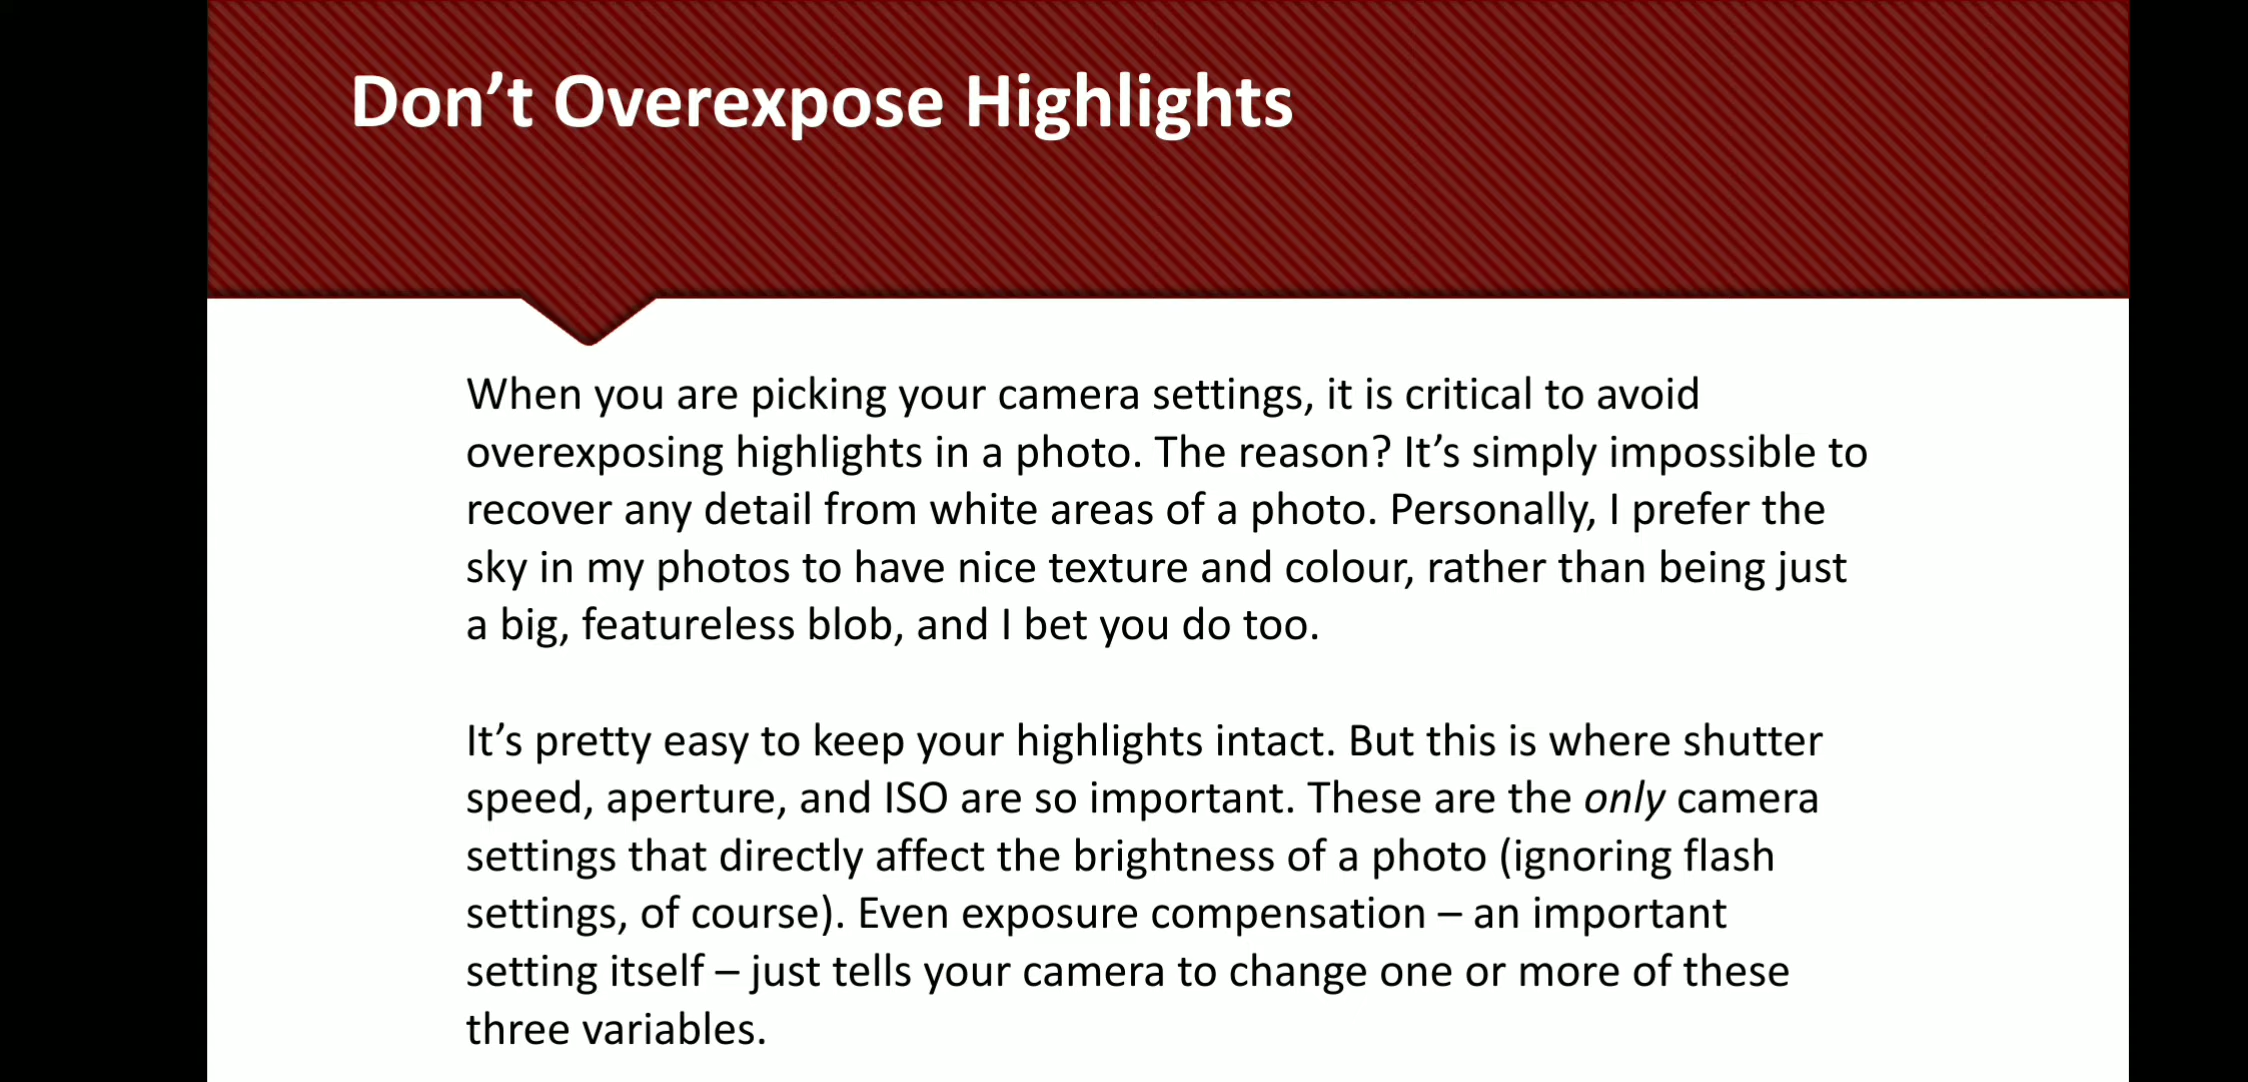 Don’t Overexpose Highlights
When you are picking your camera settings, it is critical to avoid
overexposing highlights in a photo. The reason? It’s simply impossible to
recover any detail from white areas of a photo. Personally, I prefer the
sky in my photos to have nice texture and colour, rather than being just
a big, featureless blob, and I bet you do too.
It’s pretty easy to keep your highlights intact. But this is where shutter
speed, aperture, and ISO are so important. These are the only camera
settings that directly affect the brightness of a photo (ignoring flash
settings, of course). Even exposure compensation – an important
setting itself – just tells your camera to change one or more of these
three variables.